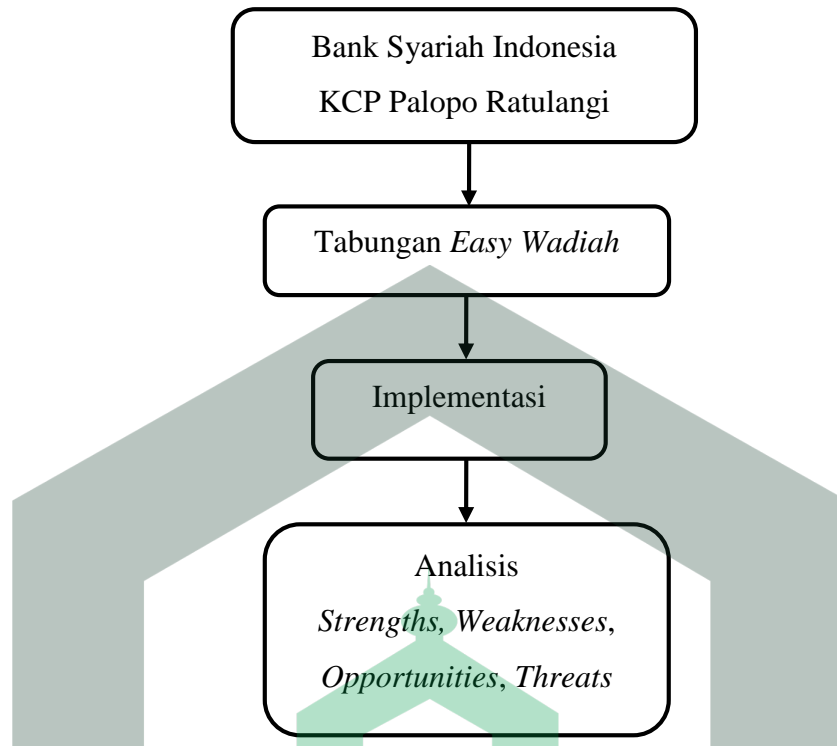 Bank Syariah Indonesia
KCP Palopo Ratulangi
Tabungan Easy Wadiah
Implementasi
Analisis
Strengths, Weaknesses,
Opportunities, Threats